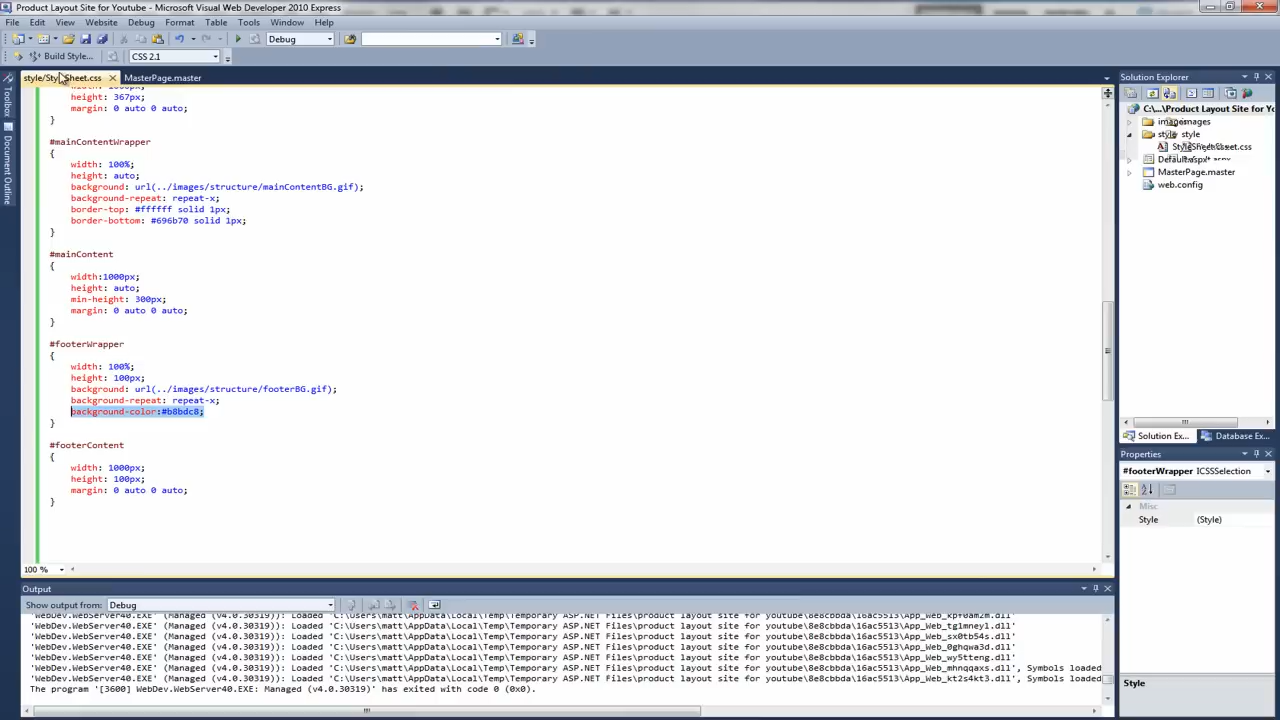 Product Layout Site for Youtube - Microsoft Visual Web Developer 2010 Express
File Edit View Website Debug Format Table Tools Window Help
Debug
Build Style... CSS 2.1
style/StyleSheet.css MasterPage.master
height: 367px;
margin: 0 auto 0 auto;
}
#mainContentWrapper
{
width: 100%;
height: auto;
background: url(../images/structure/mainContentBG.gif);
background-repeat: repeat-x;
border-top: #ffffff solid 1px;
border-bottom: #696b70 solid 1px;
}
#mainContent
{
width:1000px;
height: auto;
min-height: 300px;
margin: 0 auto 0 auto;
}
#footerWrapper
{
width: 100%;
height: 100px;
background: url(../images/structure/footerBG.gif);
background-repeat: repeat-x;
background-color:#b8bdc8;
}
#footerContent
{
width: 1000px;
height: 100px;
margin: 0 auto 0 auto;
}
100 %
Toolbox
Document Outline
Solution Explorer
C:\...\Product Layout Site for Yo
images
style
StyleSheet.css
Default.aspx
MasterPage.master
web.config
Solution Ex... Database Ex...
Properties
#footerWrapper ICSSSelection
Misc
Style (Style)
Style
Output
Show output from: Debug
'WebDev.WebServer40.EXE' (Managed (v4.0.30319)): Loaded 'C:\Users\matt\AppData\Local\Temp\Temporary ASP.NET Files\product layout site for youtube\8e8cbbda\16ac5513\App_Web_kpf0am2m.dll'
'WebDev.WebServer40.EXE' (Managed (v4.0.30319)): Loaded 'C:\Users\matt\AppData\Local\Temp\Temporary ASP.NET Files\product layout site for youtube\8e8cbbda\16ac5513\App_Web_tg1mneyl.dll'
'WebDev.WebServer40.EXE' (Managed (v4.0.30319)): Loaded 'C:\Users\matt\AppData\Local\Temp\Temporary ASP.NET Files\product layout site for youtube\8e8cbbda\16ac5513\App_Web_sx0tb54s.dll'
'WebDev.WebServer40.EXE' (Managed (v4.0.30319)): Loaded 'C:\Users\matt\AppData\Local\Temp\Temporary ASP.NET Files\product layout site for youtube\8e8cbbda\16ac5513\App_Web_0ghqwa3d.dll'
'WebDev.WebServer40.EXE' (Managed (v4.0.30319)): Loaded 'C:\Users\matt\AppData\Local\Temp\Temporary ASP.NET Files\product layout site for youtube\8e8cbbda\16ac5513\App_Web_wy5tteng.dll'
'WebDev.WebServer40.EXE' (Managed (v4.0.30319)): Loaded 'C:\Users\matt\AppData\Local\Temp\Temporary ASP.NET Files\product layout site for youtube\8e8cbbda\16ac5513\App_Web_mhnqqaxs.dll', Symbols loaded
'WebDev.WebServer40.EXE' (Managed (v4.0.30319)): Loaded 'C:\Users\matt\AppData\Local\Temp\Temporary ASP.NET Files\product layout site for youtube\8e8cbbda\16ac5513\App_Web_kt2s4kt3.dll', Symbols loaded
The program '[3600] WebDev.WebServer40.EXE: Managed (v4.0.30319)' has exited with code 0 (0x0).